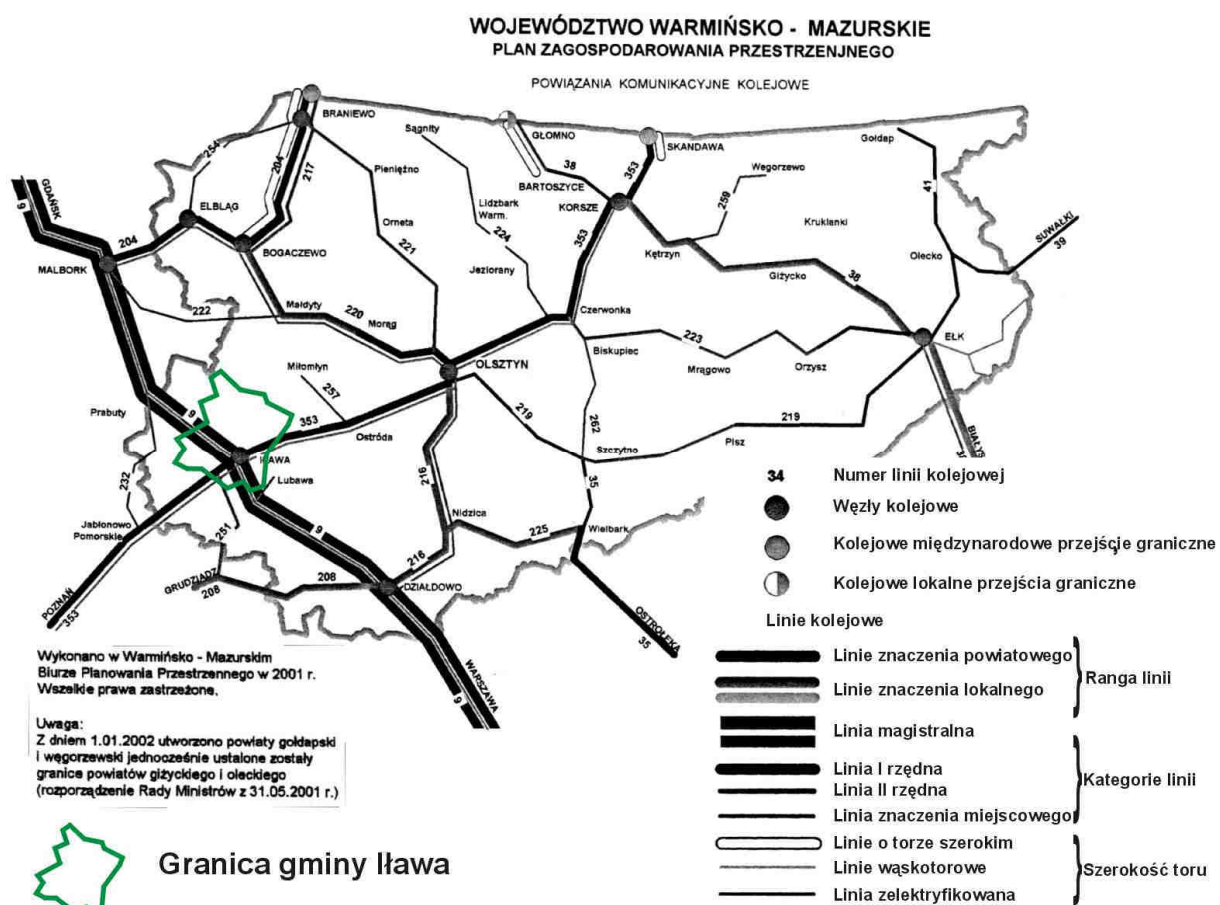 WOJEWÓDZTWO WARMIŃSKO - MAZURSKIE
PLAN ZAGOSPODAROWANIA PRZESTRZENJNEGO
POWIĄZANIA KOMUNIKACYJNE KOLEJOWE
BRANIEWO
Sągnity
GŁOMNO
SKANDAWA
Gołdap
254
204
217
Pieniężno
38
BARTOSZYCE
353
Węgorzewo
259
41
GDAŃSK
9
ELBLĄG
Lidzbark
Warm.
KORSZE
Kruklanki
SUWAŁKI
39
204
BOGACZEWO
Orneta
221
224
353
Kętrzyn
Olecko
MALBORK
Jeziorany
Giżycko
38
222
Małdyty
220
Morąg
Czerwonka
223
EŁK
Biskupiec
Mrągowo
Orzysz
Miłomłyn
OLSZTYN
257
Prabuty
9
353
Ostróda
219
262
219
Pisz
BIAŁYS
IŁAWA
Szczytno
232
Lubawa
216
35
Jabłonowo
Pomorskie
251
9
Nidzica
225
Wielbark
216
GRUDZIĄDZ
208
208
DZIAŁDOWO
POZNAŃ
353
OSTROŁĘKA
35
WARSZAWA
9
34 Numer linii kolejowej
Węzły kolejowe
Kolejowe międzynarodowe przejście graniczne
Kolejowe lokalne przejścia graniczne
Linie kolejowe
Linie znaczenia powiatowego
Linie znaczenia lokalnego
Ranga linii
Linia magistralna
Linia I rzędna
Linia II rzędna
Linia znaczenia miejscowego
Kategorie linii
Linie o torze szerokim
Linie wąskotorowe
Linia zelektryfikowana
Szerokość toru
Wykonano w Warmińsko - Mazurskim
Biurze Planowania Przestrzennego w 2001 r.
Wszelkie prawa zastrzeżone.
Uwaga:
Z dniem 1.01.2002 utworzono powiaty gołdapski
i węgorzewski jednocześnie ustalone zostały
granice powiatów giżyckiego i oleckiego
(rozporządzenie Rady Ministrów z 31.05.2001 r.)
Granica gminy Iława